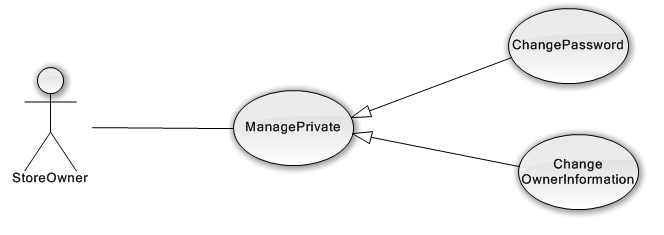 ChangePassword
ManagePrivate
StoreOwner
Change
OwnerInformation